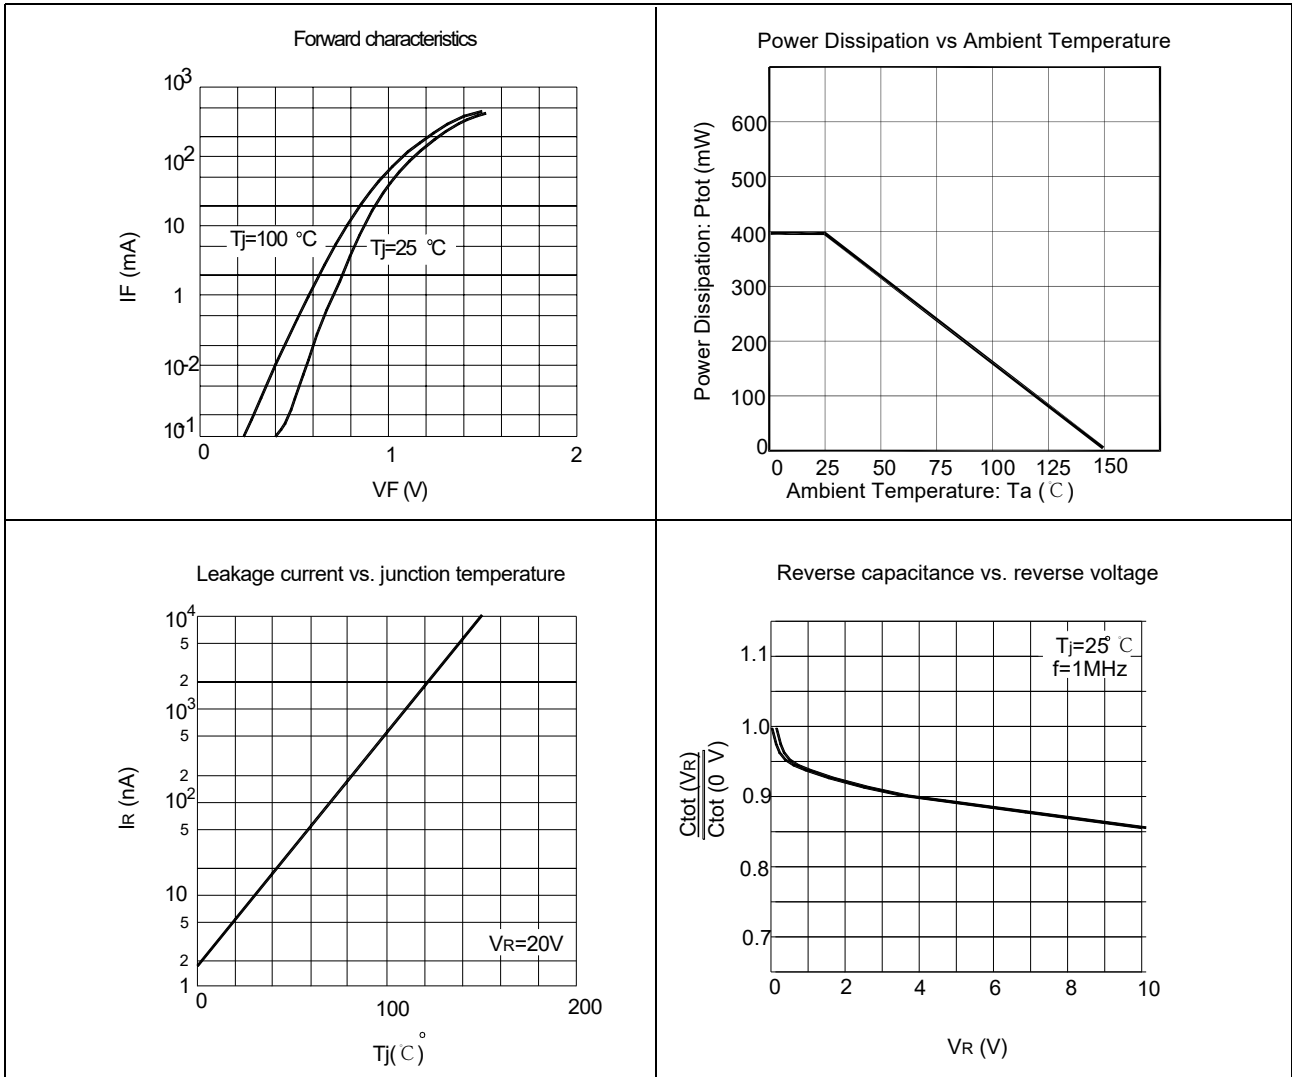 Forward characteristics
10³
10²
10
1
10-2
10-1
IF (mA)
Tj=100 °C
Tj=25 °C
0 1 2
VF (V)
Power Dissipation vs Ambient Temperature
Power Dissipation: Ptot (mW)
600
500
400
300
200
100
0
0 25 50 75 100 125 150
Ambient Temperature: Ta (℃)
Leakage current vs. junction temperature
10⁴
5
2
10³
5
2
10²
5
10
5
2
1
IR (nA)
VR=20V
0 100 200
Tj(℃)°
Reverse capacitance vs. reverse voltage
Tj=25° ℃
f=1MHz
1.1
1.0
0.9
0.8
0.7
Ctot (VR)
Ctot (0 V)
0 2 4 6 8 10
VR (V)